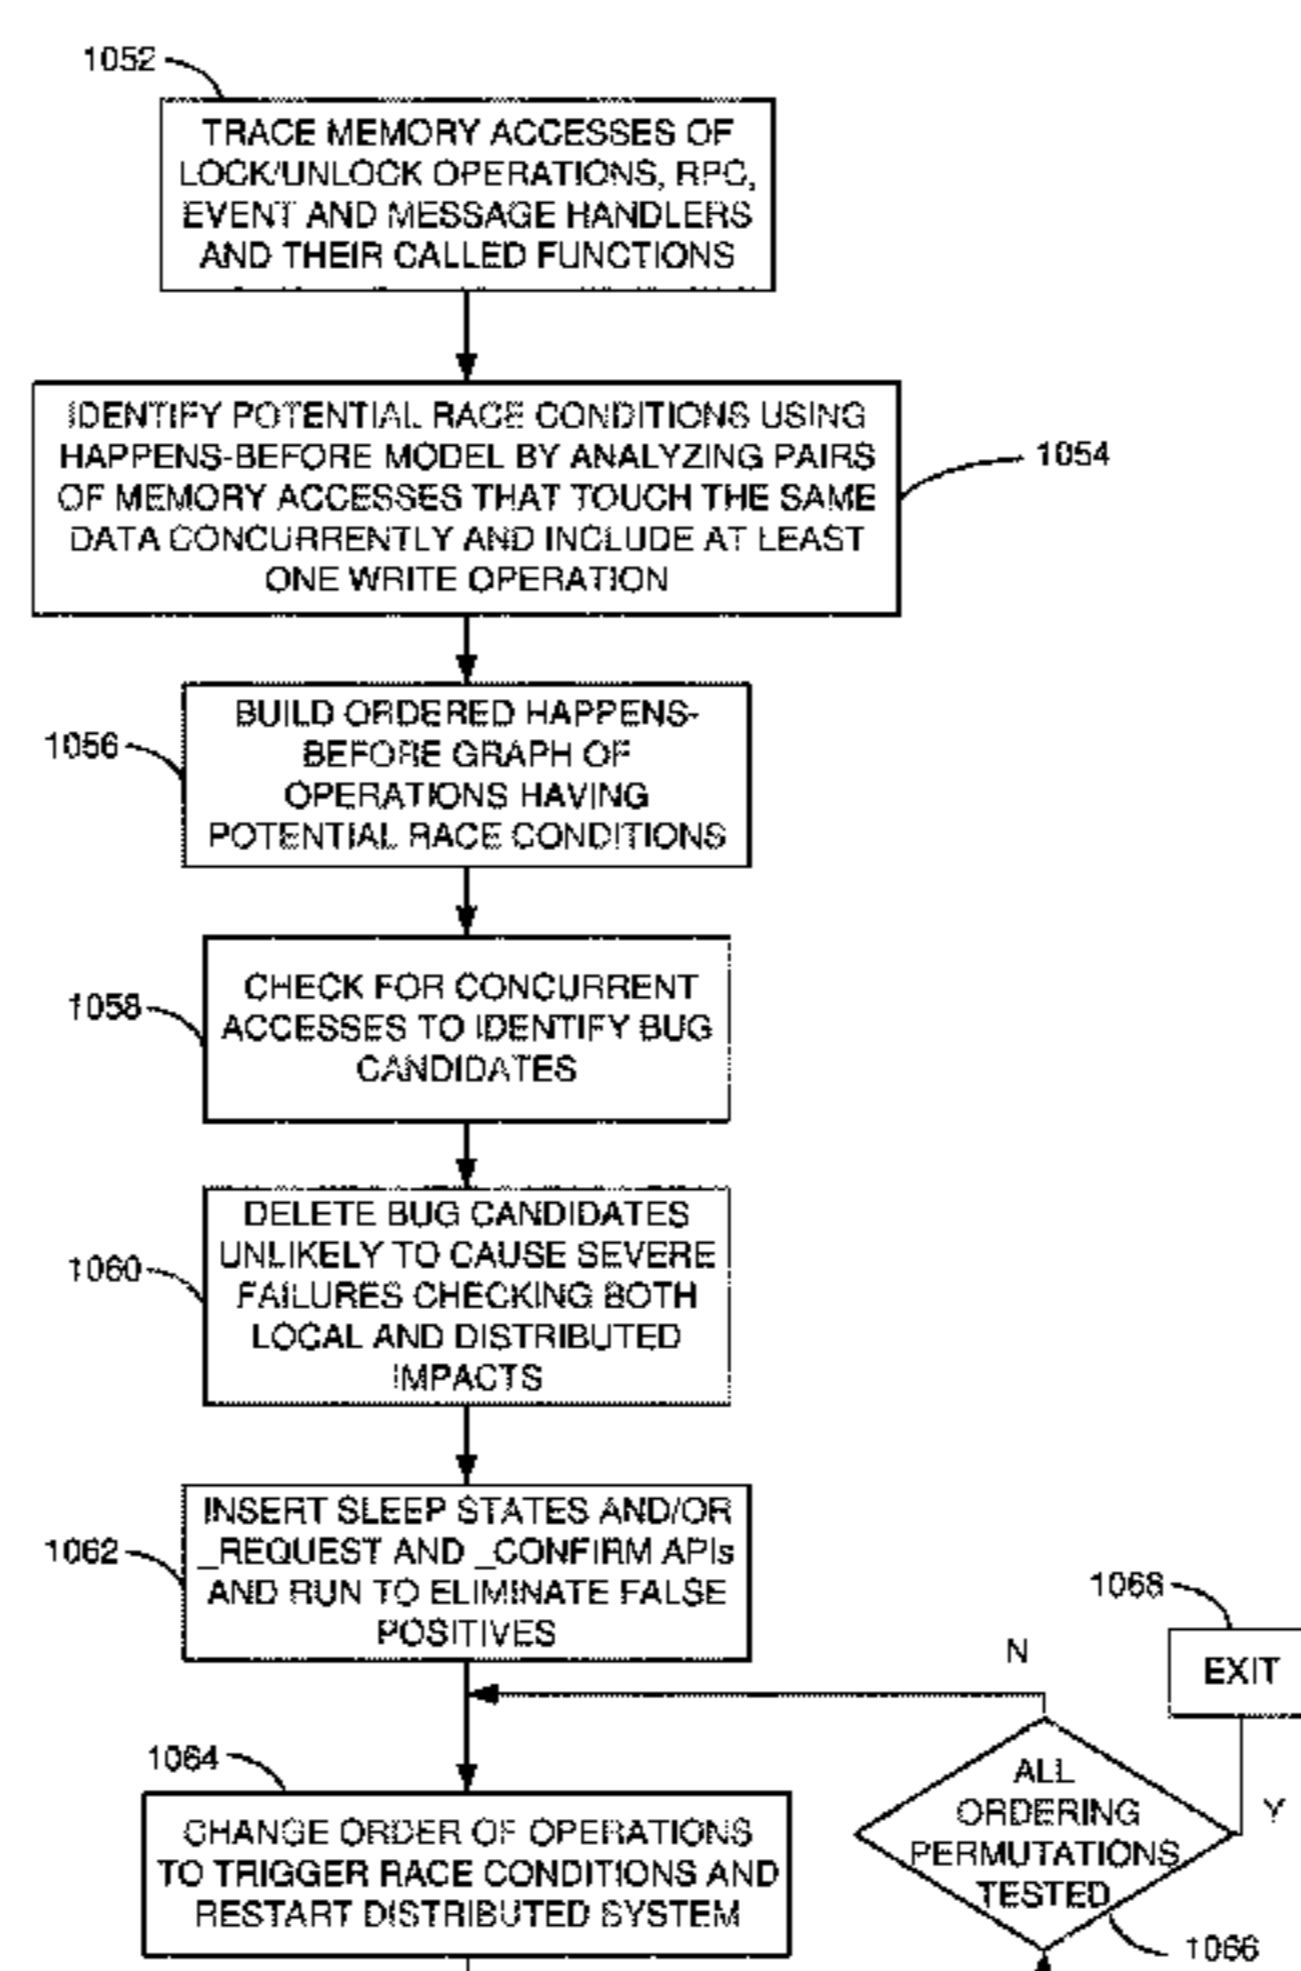 1052
TRACE MEMORY ACCESSES OF
LOCK/UNLOCK OPERATIONS, RPC,
EVENT AND MESSAGE HANDLERS
AND THEIR CALLED FUNCTIONS
IDENTIFY POTENTIAL RACE CONDITIONS USING
HAPPENS-BEFORE MODEL BY ANALYZING PAIRS
OF MEMORY ACCESSES THAT TOUCH THE SAME
DATA CONCURRENTLY AND INCLUDE AT LEAST
ONE WRITE OPERATION
1054
BUILD ORDERED HAPPENS-
BEFORE GRAPH OF
OPERATIONS HAVING
POTENTIAL RACE CONDITIONS
1056
CHECK FOR CONCURRENT
ACCESSES TO IDENTIFY BUG
CANDIDATES
1058
DELETE BUG CANDIDATES
UNLIKELY TO CAUSE SEVERE
FAILURES CHECKING BOTH
LOCAL AND DISTRIBUTED
IMPACTS
1060
INSERT SLEEP STATES AND/OR
_REQUEST AND _CONFIRM APIs
AND RUN TO ELIMINATE FALSE
POSITIVES
1062
1068
EXIT
N
Y
1064
CHANGE ORDER OF OPERATIONS
TO TRIGGER RACE CONDITIONS AND
RESTART DISTRIBUTED SYSTEM
ALL
ORDERING
PERMUTATIONS
TESTED
1066